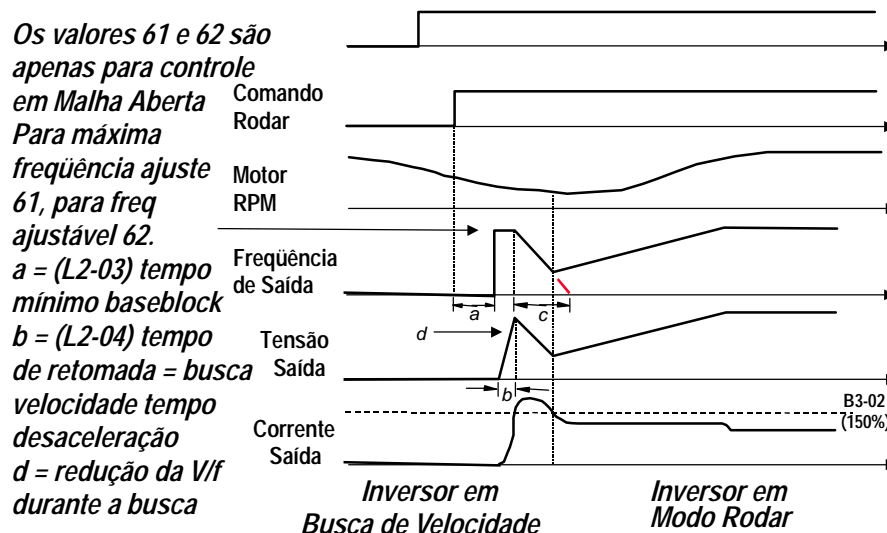 Os valores 61 e 62 são
apenas para controle
em Malha Aberta
Para máxima
freqüência ajuste
61, para freq
ajustável 62.
a = (L2-03) tempo
mínimo baseblock
b = (L2-04) tempo
de retomada = busca
velocidade tempo
desaceleração
d = redução da V/f
durante a busca
Comando
Rodar
Motor
RPM
Freqüência
de Saída
a
c
Tensão
Saída
d
b
B3-02
(150%)
Corrente
Saída
Inversor em
Busca de Velocidade
Inversor em
Modo Rodar